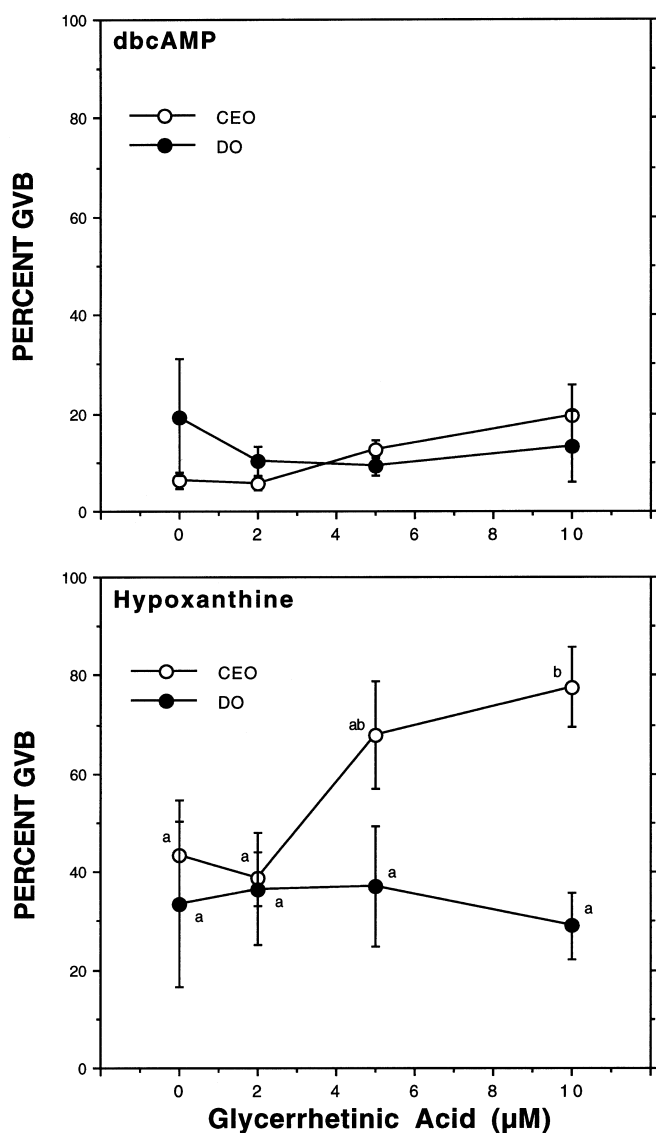 100
dbcAMP
CEO
80
DO
PERCENT GVB
60
40
20
0
0 2 4 6 8 10
100
Hypoxanthine
80
CEO
b
DO
ab
PERCENT GVB
60
a
a
40
a
a
a
a
20
0
0 2 4 6 8 10
Glycerrhetinic Acid (µM)